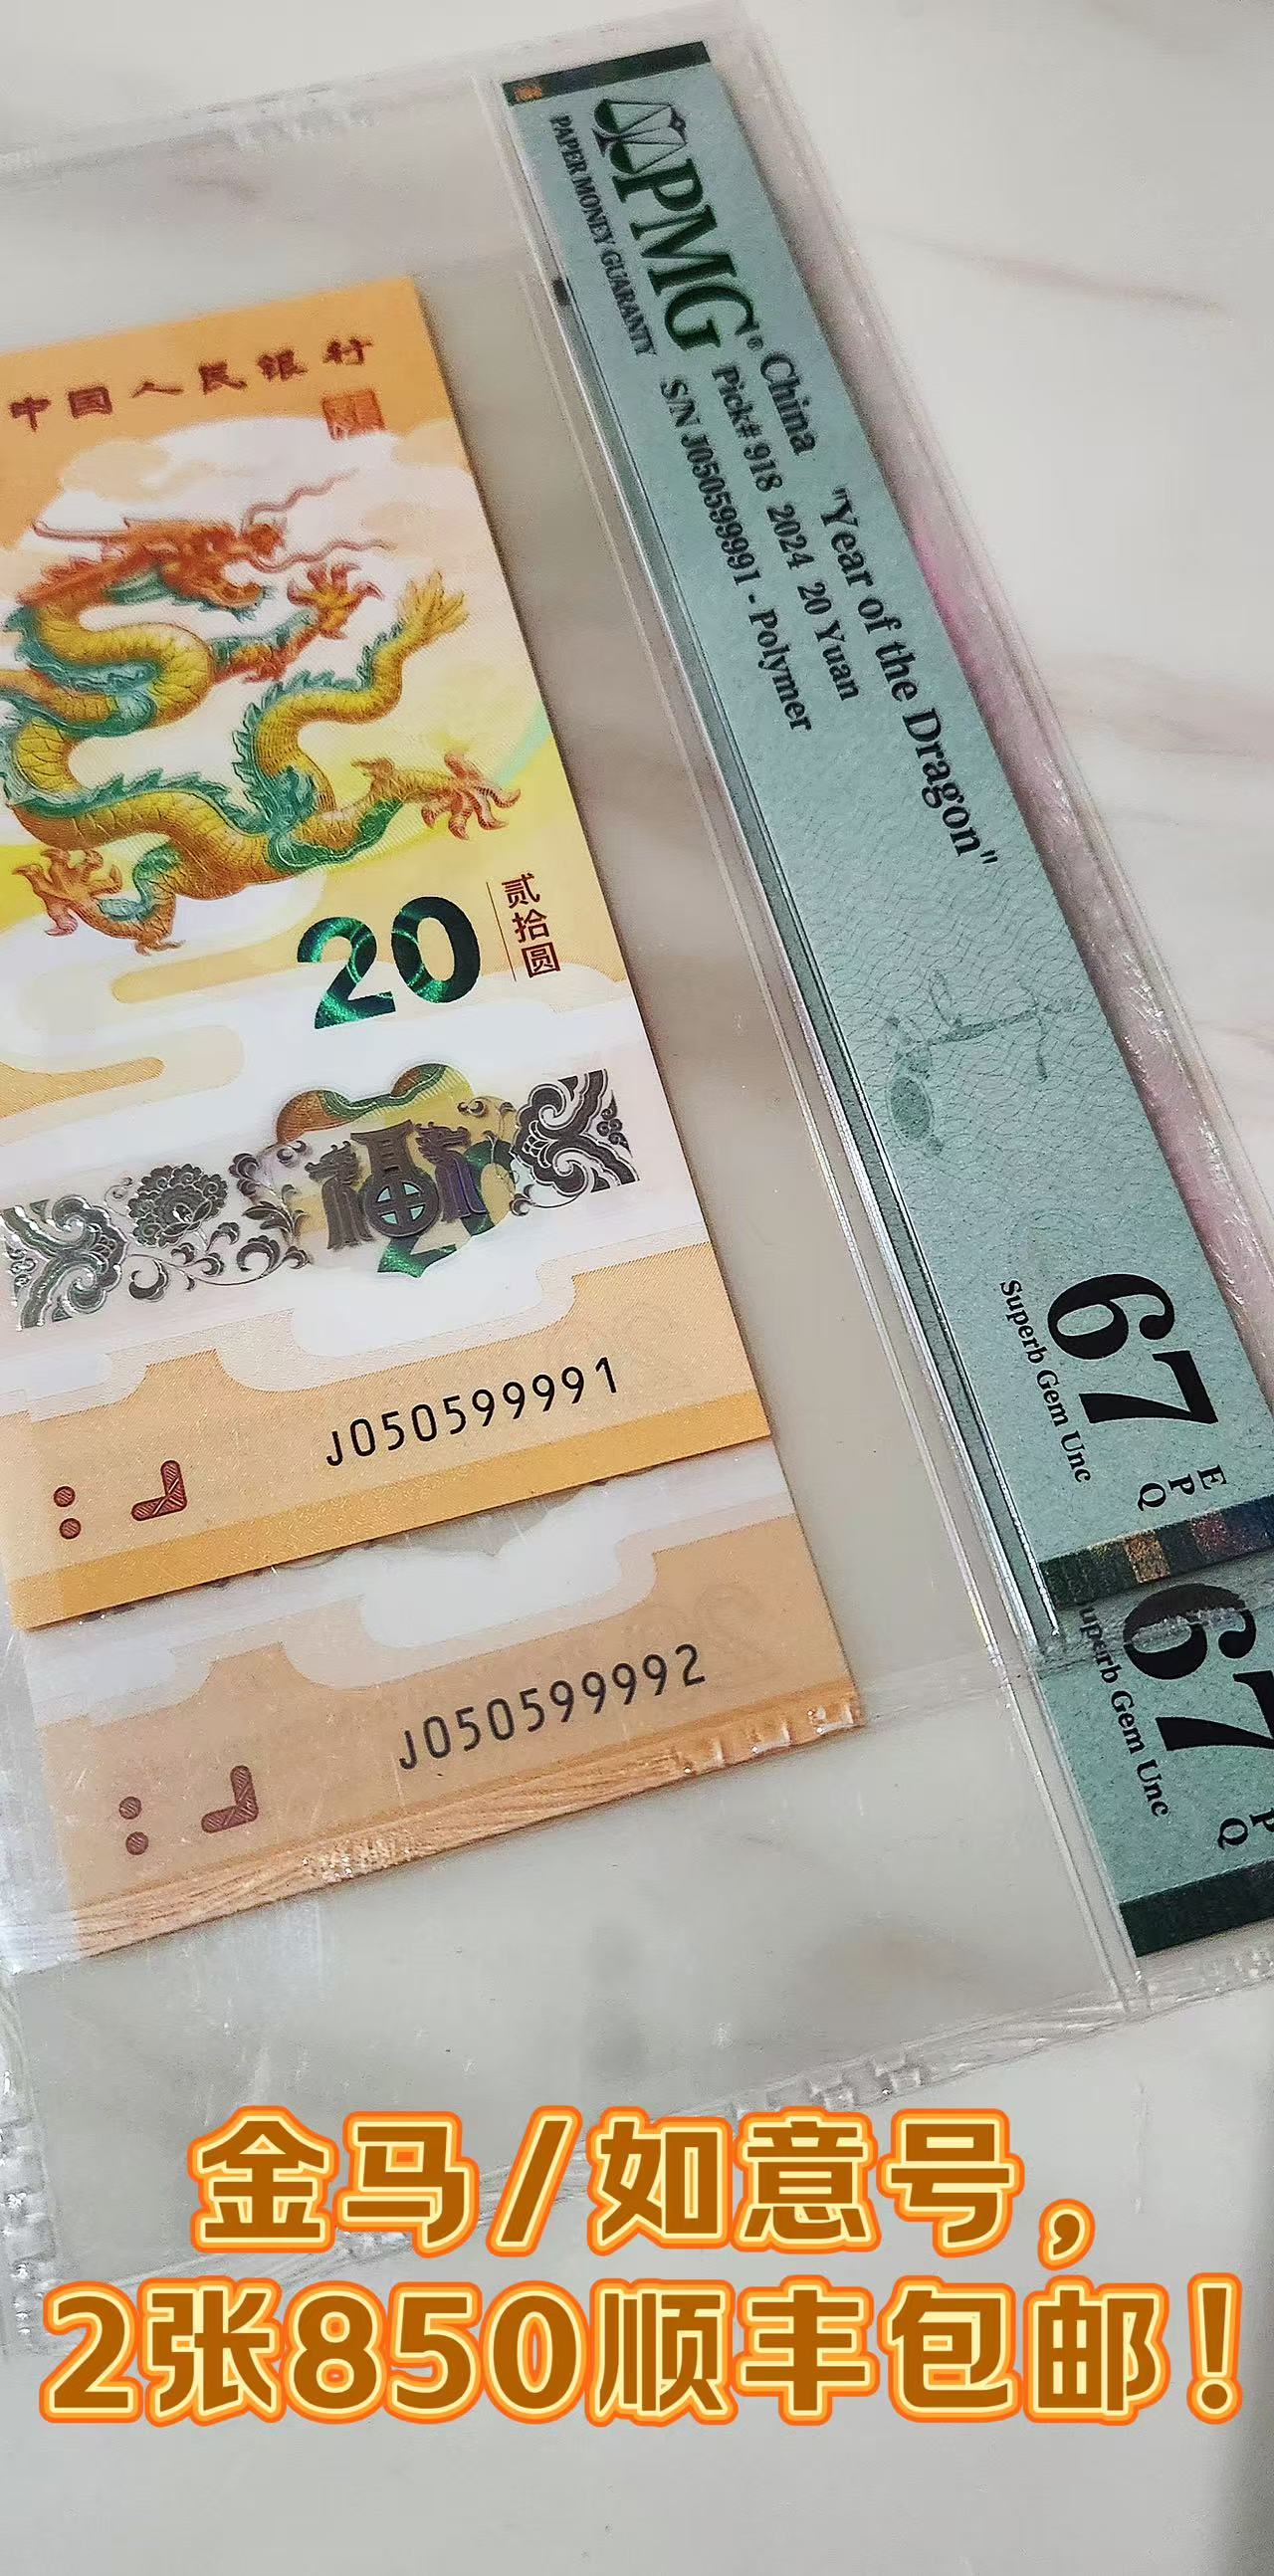 中国人民银行
20
贰拾圆
J050599991
J050599992
PMG
PAPER MONEY GUARANTY
China "Year of the Dragon"
Pick# 918 2024 20 Yuan
S/N J050599991 - Polymer
67 EPQ
Superb Gem Unc
67 PQ
uperb Gem Unc
金马/如意号，
2张850顺丰包邮！